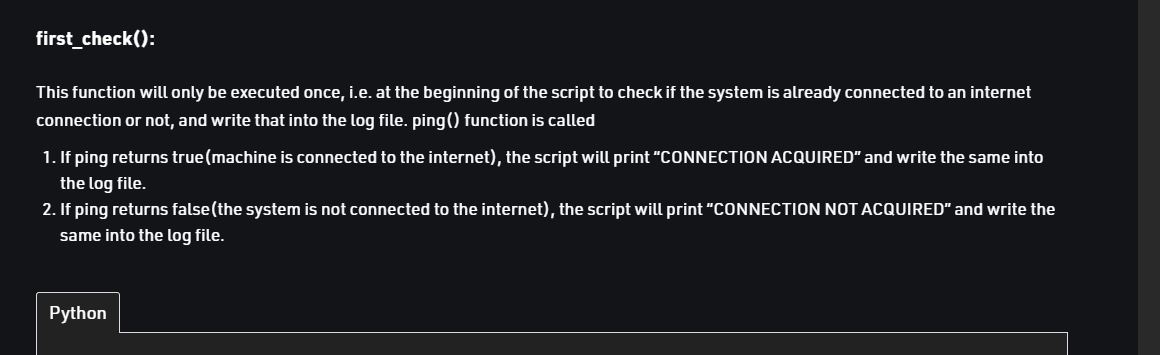 first_check():
This function will only be executed once, i.e. at the beginning of the script to check if the system is already connected to an internet
connection or not, and write that into the log file. ping() function is called
1. If ping returns true(machine is connected to the internet), the script will print "CONNECTION ACQUIRED" and write the same into
the log file.
2. If ping returns false(the system is not connected to the internet), the script will print "CONNECTION NOT ACQUIRED" and write the
same into the log file.
Python